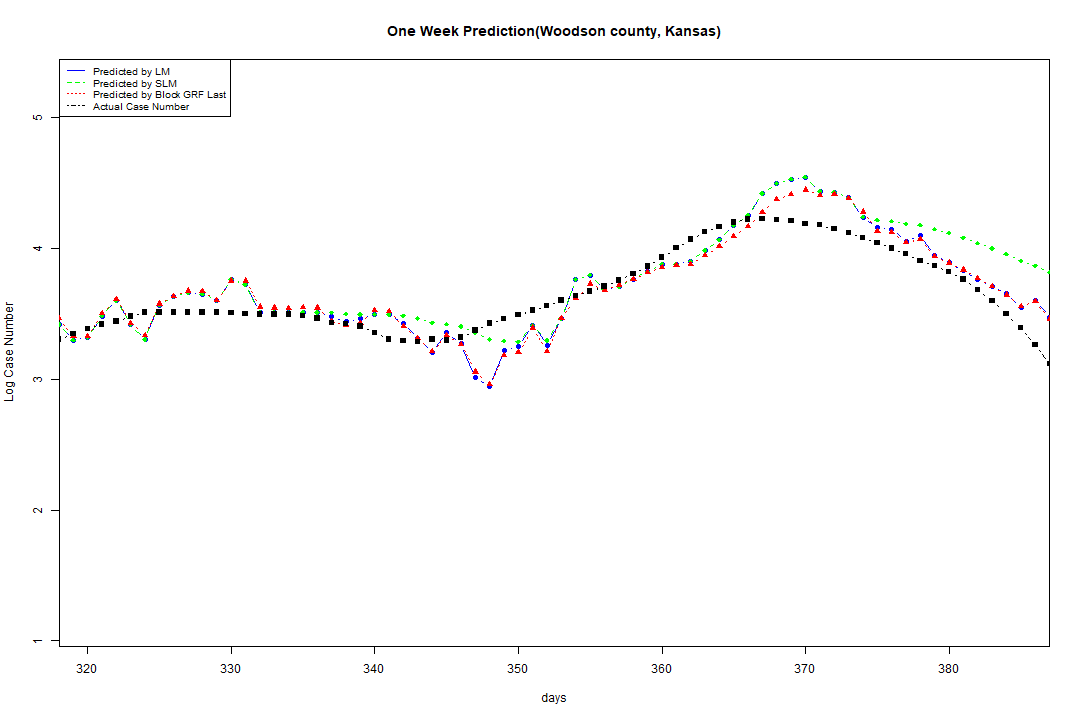 One Week Prediction(Woodson county, Kansas)
Predicted by LM
Predicted by SLM
Predicted by Block GRF Last
Actual Case Number
5
4
3
2
1
Log Case Number
320 330 340 350 360 370 380
days